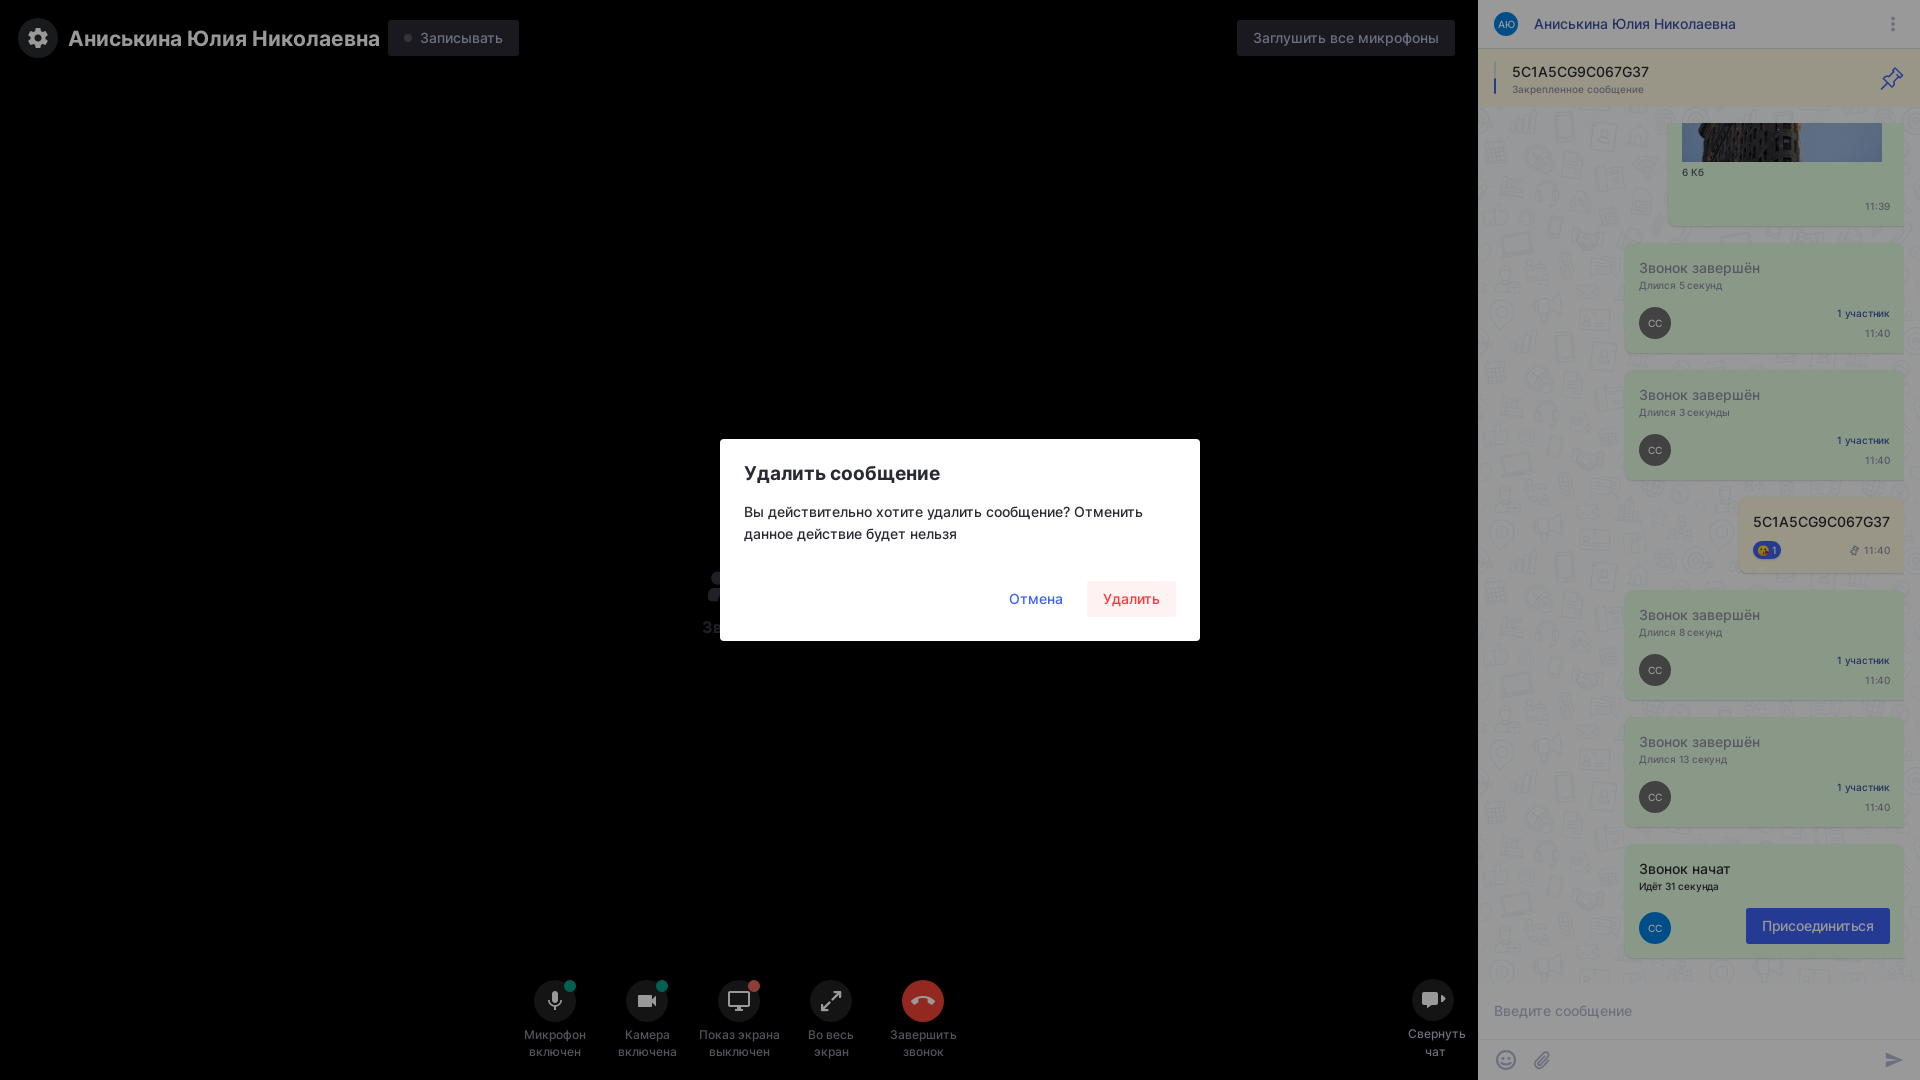 Аниськина Юлия Николаевна
Записывать
Заглушить все микрофоны
АЮ
Аниськина Юлия Николаевна
5C1A5CG9C067G37
Закрепленное сообщение
6 Кб
11:39
Звонок завершён
Длился 5 секунд
СС
1 участник
11:40
Звонок завершён
Длился 3 секунды
СС
1 участник
11:40
5C1A5CG9C067G37
1
11:40
Звонок завершён
Длился 8 секунд
СС
1 участник
11:40
Звонок завершён
Длился 13 секунд
СС
1 участник
11:40
Звонок начат
Идёт 31 секунда
СС
Присоединиться
Введите сообщение
Удалить сообщение
Вы действительно хотите удалить сообщение? Отменить
данное действие будет нельзя
Отмена
Удалить
Микрофон
включен
Камера
включена
Показ экрана
выключен
Во весь
экран
Завершить
звонок
Свернуть
чат